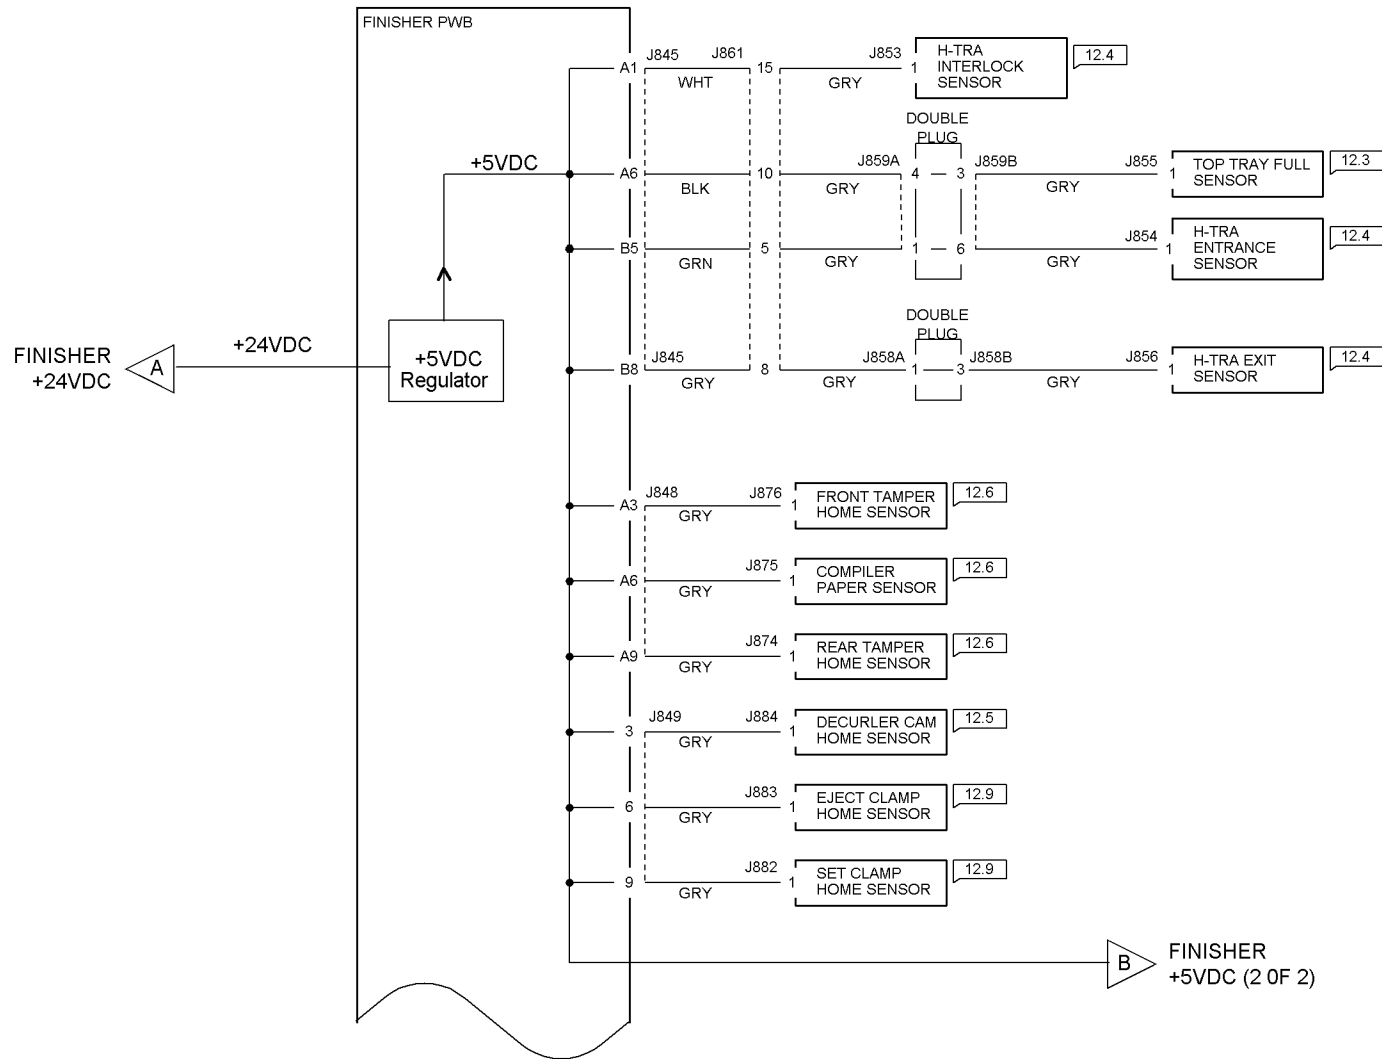 FINISHER PWB
A1 J845 J861 15 J853 1 H-TRA
INTERLOCK
SENSOR
12.4
WHT GRY
DOUBLE
PLUG
+5VDC
A6 10 J859A 4 3 J859B J855 1 TOP TRAY FULL
SENSOR
12.3
BLK GRY GRY
B5 5 1 6 J854 1 H-TRA
ENTRANCE
SENSOR
12.4
GRN GRY GRY
DOUBLE
PLUG
FINISHER
+24VDC
A
+24VDC
+5VDC
Regulator
B8 J845 8 J858A 1 3 J858B J856 1 H-TRA EXIT
SENSOR
12.4
GRY GRY GRY
A3 J848 J876 1 FRONT TAMPER
HOME SENSOR
12.6
GRY
A6 J875 1 COMPILER
PAPER SENSOR
12.6
GRY
A9 J874 1 REAR TAMPER
HOME SENSOR
12.6
GRY
3 J849 J884 1 DECURLER CAM
HOME SENSOR
12.5
GRY
6 J883 1 EJECT CLAMP
HOME SENSOR
12.9
GRY
9 J882 1 SET CLAMP
HOME SENSOR
12.9
GRY
B
FINISHER
+5VDC (2 0F 2)